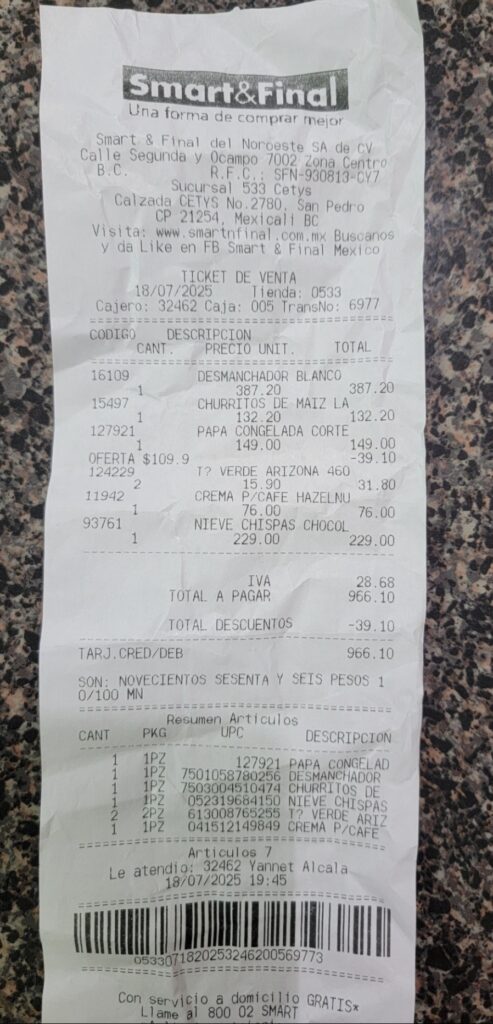 Smart&Final
Una forma de comprar mejor
Smart & Final del Noroeste SA de CV
Calle Segunda y Ocampo 7002 Zona Centro
B.C. R.F.C.: SFN-930813-CY7
Sucursal 533 Cetys
Calzada CETYS No.2780, San Pedro
CP 21254, Mexicali BC
Visita: www.smartnfinal.com.mx Buscanos
y da Like en FB Smart & Final Mexico
TICKET DE VENTA
18/07/2025 Tienda: 0533
Cajero: 32462 Caja: 005 TransNo: 6977
CODIGO DESCRIPCION
CANT. PRECIO UNIT. TOTAL
16109 DESMANCHADOR BLANCO
1 387.20 387.20
15497 CHURRITOS DE MAIZ LA
1 132.20 132.20
127921 PAPA CONGELADA CORTE
1 149.00 149.00
OFERTA $109.9 -39.10
124229 T? VERDE ARIZONA 460
2 15.90 31.80
11942 CREMA P/CAFE HAZELNU
1 76.00 76.00
93761 NIEVE CHISPAS CHOCOL
1 229.00 229.00
IVA 28.68
TOTAL A PAGAR 966.10
TOTAL DESCUENTOS -39.10
TARJ.CRED/DEB 966.10
SON: NOVECIENTOS SESENTA Y SEIS PESOS 1
0/100 MN
Resumen Articulos
CANT PKG UPC DESCRIPCION
1 1PZ 127921 PAPA CONGELAD
1 1PZ 7501058780256 DESMANCHADOR
1 1PZ 7503004510474 CHURRITOS DE
1 1PZ 052319684150 NIEVE CHISPAS
2 2PZ 613008765255 T? VERDE ARIZ
1 1PZ 041512149849 CREMA P/CAFE
Articulos 7
Le atendio: 32462 Yannet Alcala
18/07/2025 19:45
0533071820253246200569773
Con servicio a domicilio GRATIS*
Llame al 800 02 SMART